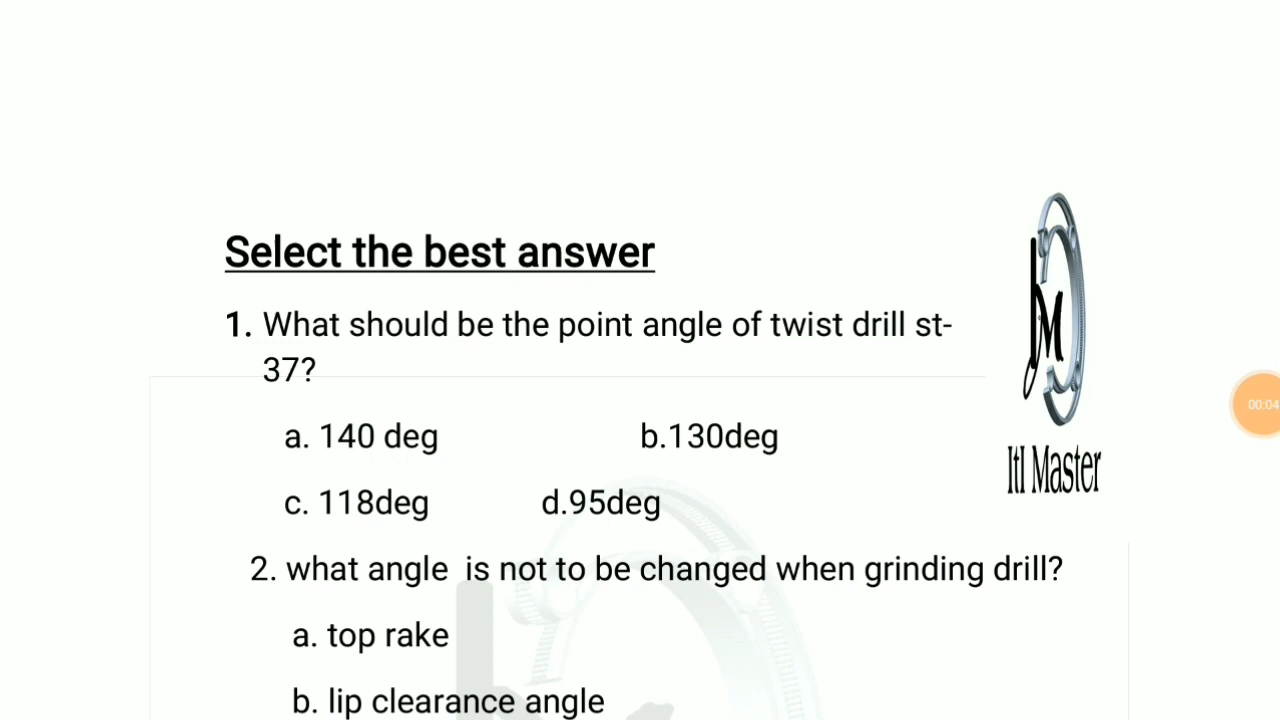 Select the best answer
1. What should be the point angle of twist drill st-
37?
a. 140 deg b.130deg
c. 118deg d.95deg
2. what angle is not to be changed when grinding drill?
a. top rake
b. lip clearance angle
M
ItI Master
00:04